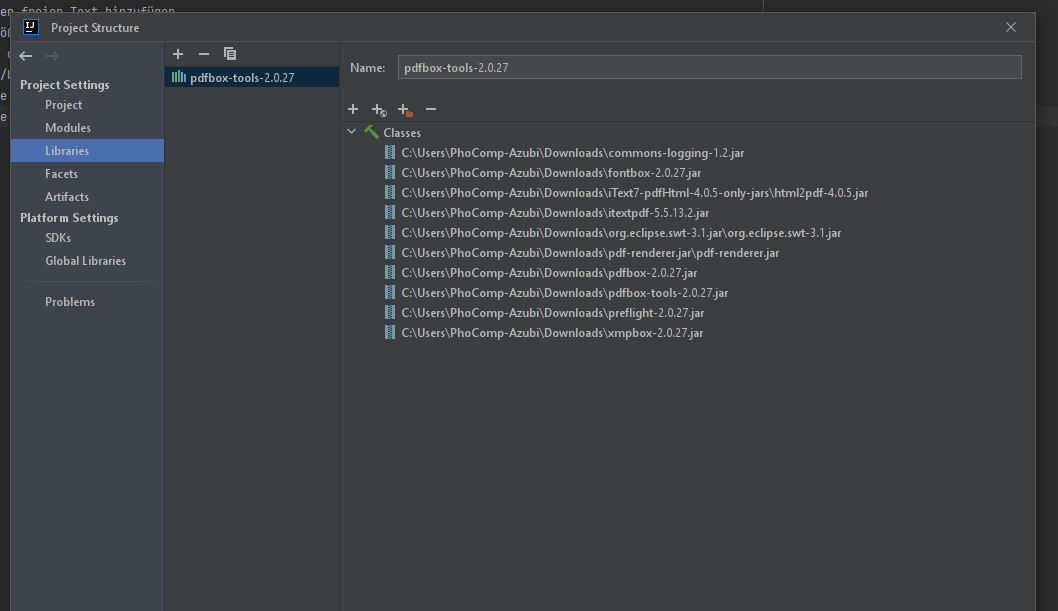 en freien Text hinzufügen
Project Structure
Project Settings
Project
Modules
Libraries
Facets
Artifacts
Platform Settings
SDKs
Global Libraries
Problems
pdfbox-tools-2.0.27
Name: pdfbox-tools-2.0.27
Classes
C:\Users\PhoComp-Azubi\Downloads\commons-logging-1.2.jar
C:\Users\PhoComp-Azubi\Downloads\fontbox-2.0.27.jar
C:\Users\PhoComp-Azubi\Downloads\iText7-pdfHtml-4.0.5-only-jars\html2pdf-4.0.5.jar
C:\Users\PhoComp-Azubi\Downloads\itextpdf-5.5.13.2.jar
C:\Users\PhoComp-Azubi\Downloads\org.eclipse.swt-3.1.jar\org.eclipse.swt-3.1.jar
C:\Users\PhoComp-Azubi\Downloads\pdf-renderer.jar\pdf-renderer.jar
C:\Users\PhoComp-Azubi\Downloads\pdfbox-2.0.27.jar
C:\Users\PhoComp-Azubi\Downloads\pdfbox-tools-2.0.27.jar
C:\Users\PhoComp-Azubi\Downloads\preflight-2.0.27.jar
C:\Users\PhoComp-Azubi\Downloads\xmpbox-2.0.27.jar